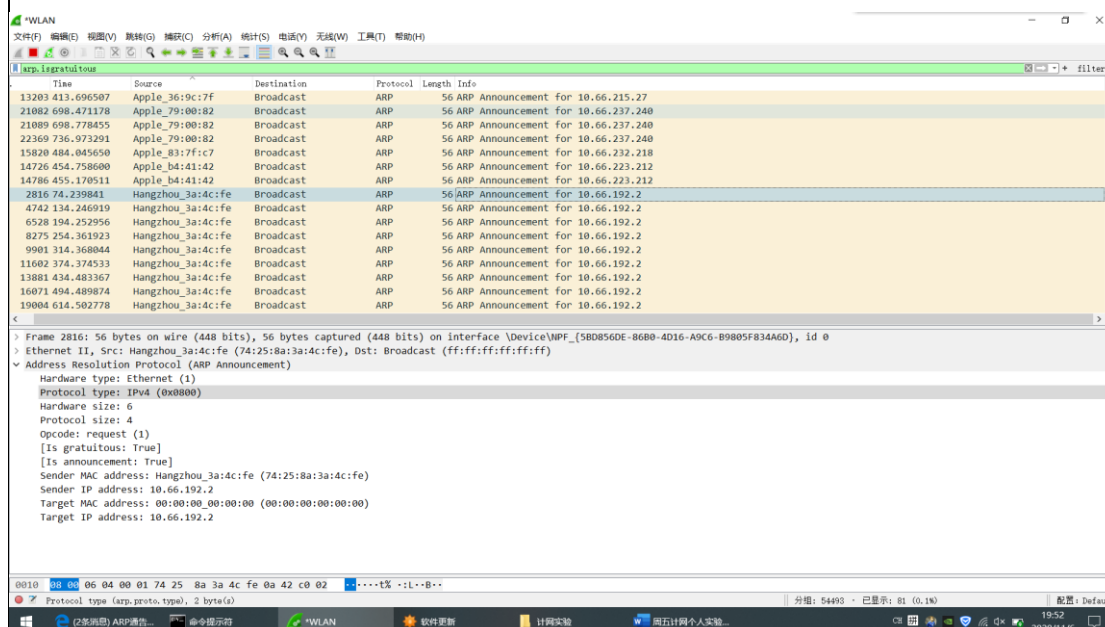 *WLAN
文件(F) 编辑(E) 视图(V) 跳转(G) 捕获(C) 分析(A) 统计(S) 电话(Y) 无线(W) 工具(T) 帮助(H)
arp.isgratuitous filter
. Time Source Destination Protocol Length Info
13203 413.696507 Apple_36:9c:7f Broadcast ARP 56 ARP Announcement for 10.66.215.27
21082 698.471178 Apple_79:00:82 Broadcast ARP 56 ARP Announcement for 10.66.237.240
21089 698.778455 Apple_79:00:82 Broadcast ARP 56 ARP Announcement for 10.66.237.240
22369 736.973291 Apple_79:00:82 Broadcast ARP 56 ARP Announcement for 10.66.237.240
15820 484.045650 Apple_83:7f:c7 Broadcast ARP 56 ARP Announcement for 10.66.232.218
14726 454.758600 Apple_b4:41:42 Broadcast ARP 56 ARP Announcement for 10.66.223.212
14786 455.170511 Apple_b4:41:42 Broadcast ARP 56 ARP Announcement for 10.66.223.212
2816 74.239841 Hangzhou_3a:4c:fe Broadcast ARP 56 ARP Announcement for 10.66.192.2
4742 134.246919 Hangzhou_3a:4c:fe Broadcast ARP 56 ARP Announcement for 10.66.192.2
6528 194.252956 Hangzhou_3a:4c:fe Broadcast ARP 56 ARP Announcement for 10.66.192.2
8275 254.361923 Hangzhou_3a:4c:fe Broadcast ARP 56 ARP Announcement for 10.66.192.2
9901 314.368044 Hangzhou_3a:4c:fe Broadcast ARP 56 ARP Announcement for 10.66.192.2
11602 374.374533 Hangzhou_3a:4c:fe Broadcast ARP 56 ARP Announcement for 10.66.192.2
13881 434.483367 Hangzhou_3a:4c:fe Broadcast ARP 56 ARP Announcement for 10.66.192.2
16071 494.489874 Hangzhou_3a:4c:fe Broadcast ARP 56 ARP Announcement for 10.66.192.2
19004 614.502778 Hangzhou_3a:4c:fe Broadcast ARP 56 ARP Announcement for 10.66.192.2
> Frame 2816: 56 bytes on wire (448 bits), 56 bytes captured (448 bits) on interface \Device\NPF_{5BD856DE-86B0-4D16-A9C6-B9805F834A6D}, id 0
> Ethernet II, Src: Hangzhou_3a:4c:fe (74:25:8a:3a:4c:fe), Dst: Broadcast (ff:ff:ff:ff:ff:ff)
Address Resolution Protocol (ARP Announcement)
Hardware type: Ethernet (1)
Protocol type: IPv4 (0x0800)
Hardware size: 6
Protocol size: 4
Opcode: request (1)
[Is gratuitous: True]
[Is announcement: True]
Sender MAC address: Hangzhou_3a:4c:fe (74:25:8a:3a:4c:fe)
Sender IP address: 10.66.192.2
Target MAC address: 00:00:00_00:00:00 (00:00:00:00:00:00)
Target IP address: 10.66.192.2
0010 08 00 06 04 00 01 74 25 8a 3a 4c fe 0a 42 c0 02 ······t% ·:L··B··
Protocol type (arp.proto.type), 2 byte(s) 分组: 54493 · 已显示: 81 (0.1%) 配置: Defau
(2条消息) ARP通告... 命令提示符 *WLAN 软件更新 计网实验 周五计网个人实验... 19:52